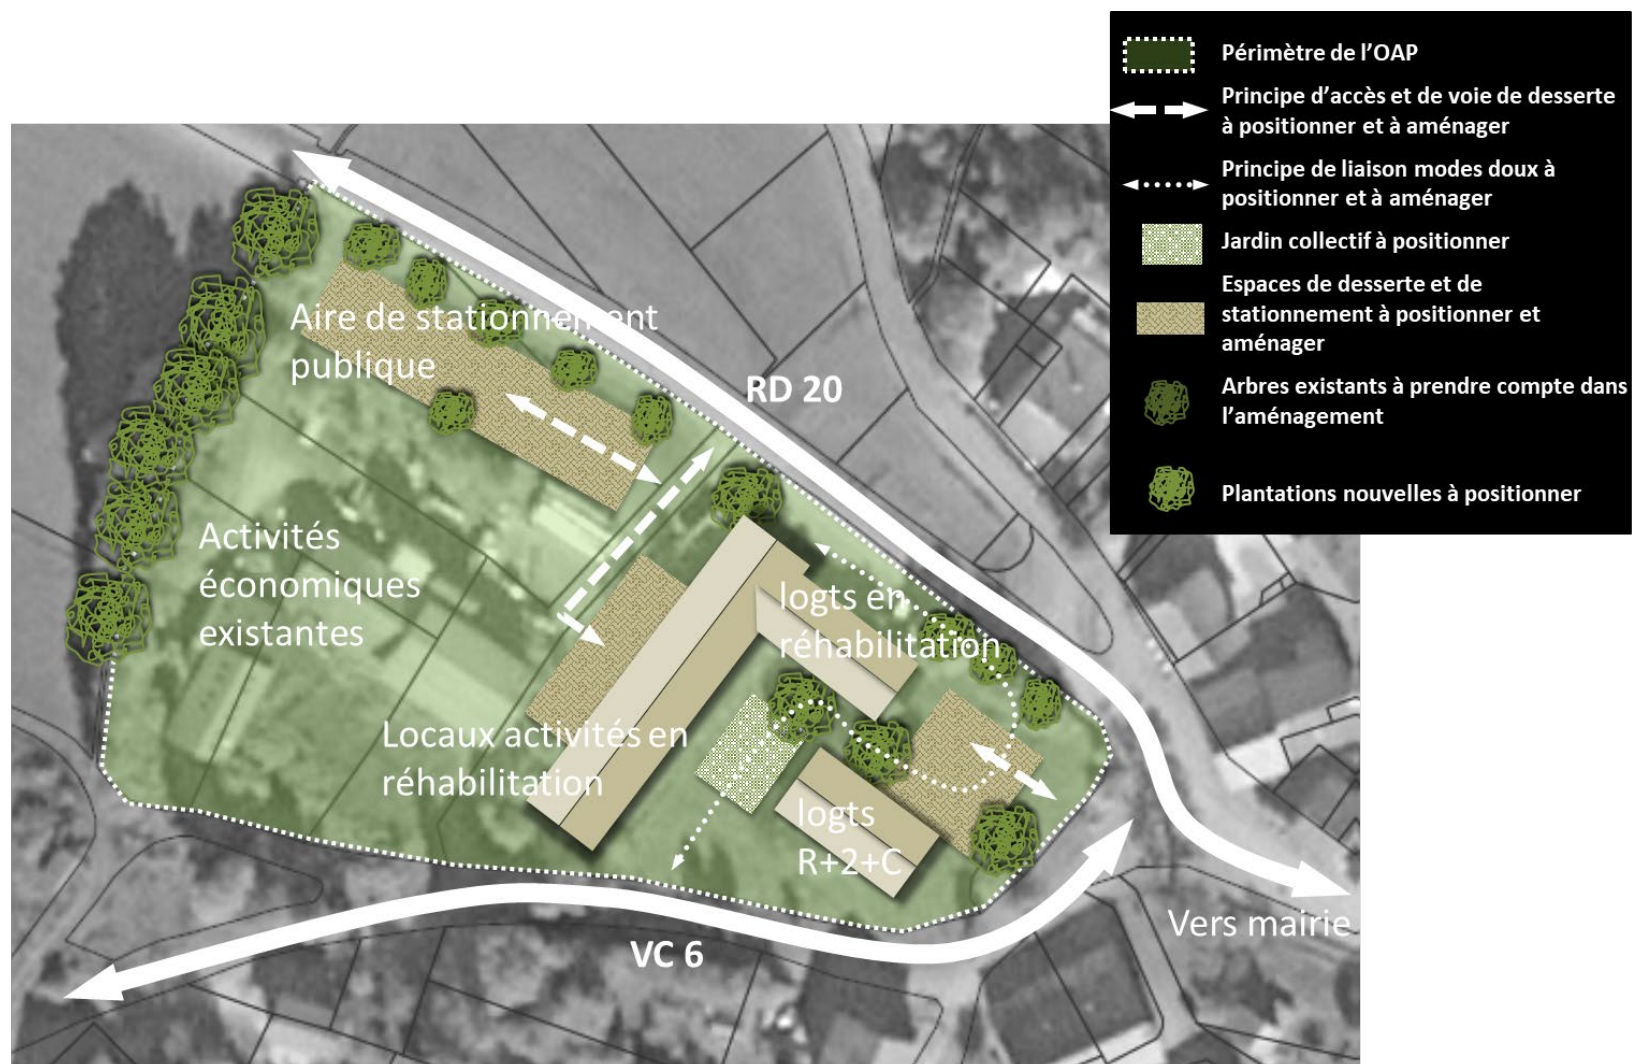 Périmètre de l'OAP
Principe d'accès et de voie de desserte
à positionner et à aménager
Principe de liaison modes doux à
positionner et à aménager
Jardin collectif à positionner
Espaces de desserte et de
stationnement à positionner et
aménager
Arbres existants à prendre compte dans
l'aménagement
Plantations nouvelles à positionner
Aire de stationnement
publique
RD 20
Activités
économiques
existantes
logts en
réhabilitation
Locaux activités en
réhabilitation
logts
R+2+C
Vers mairie
VC 6